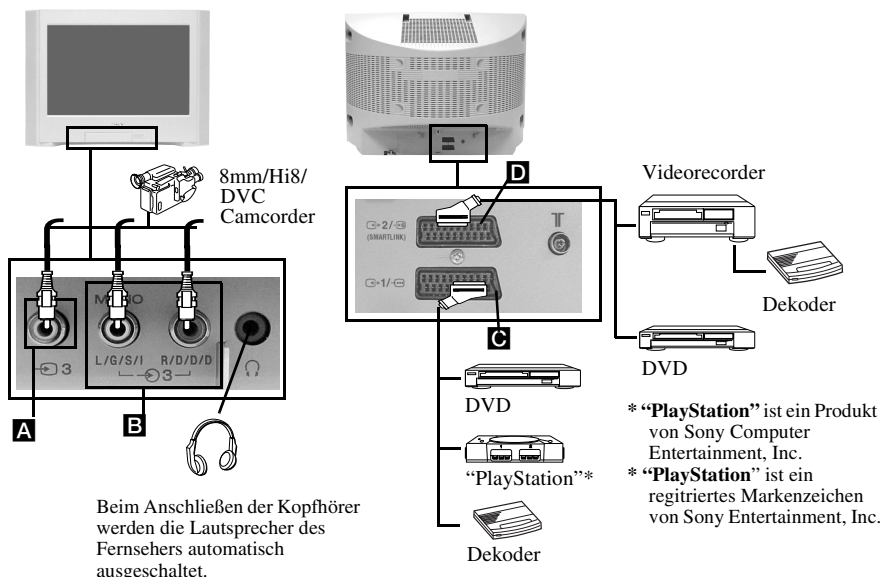 8mm/Hi8/
DVC
Camcorder
MONO
L/G/S/I
R/D/D/D
3
3
A
B
Beim Anschließen der Kopfhörer
werden die Lautsprecher des
Fernsehers automatisch
ausgeschaltet.
D
2/
(SMARTLINK)
1/
C
DVD
“PlayStation”*
Dekoder
Videorecorder
Dekoder
DVD
* “PlayStation” ist ein Produkt
von Sony Computer
Entertainment, Inc.
* “PlayStation” ist ein
regitriertes Markenzeichen
von Sony Entertainment, Inc.